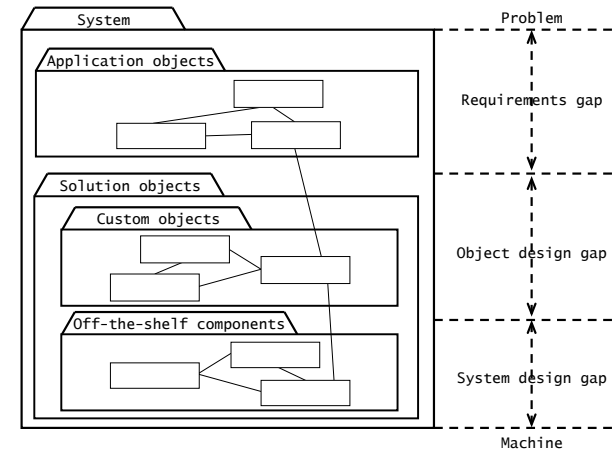 System
Problem
Application objects
Requirements gap
Solution objects
Custom objects
Object design gap
Off-the-shelf components
System design gap
Machine